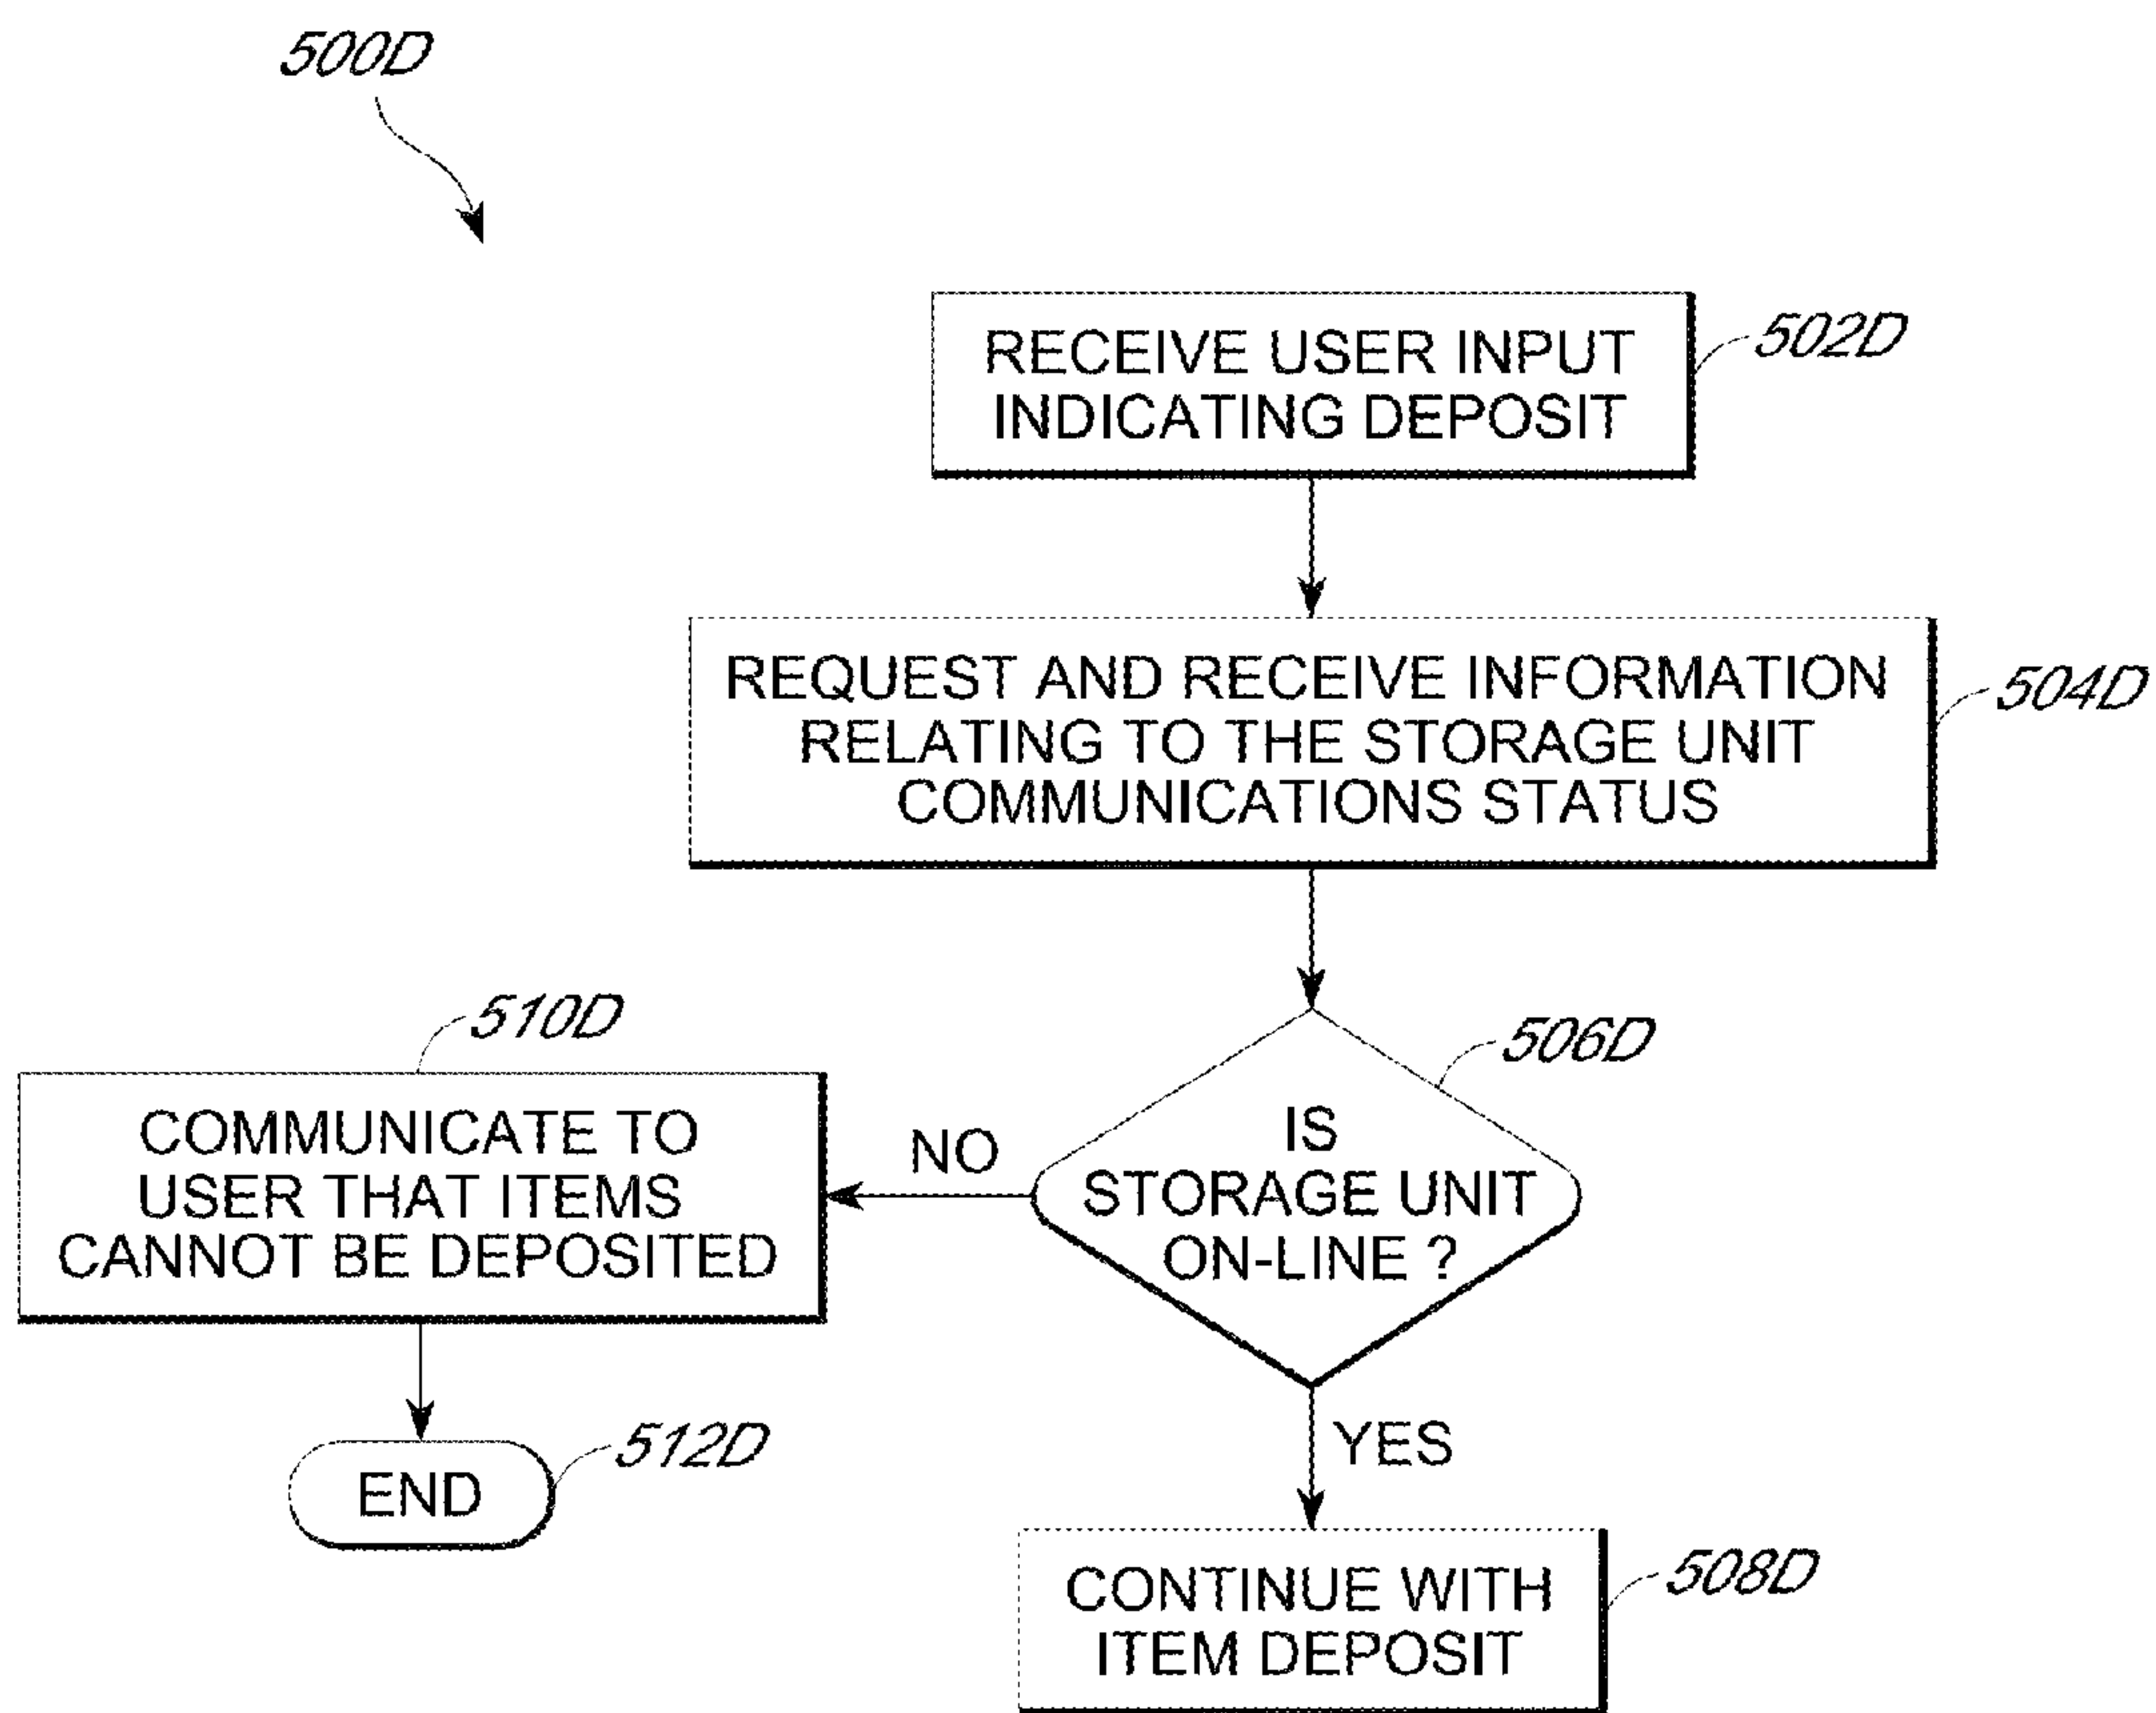 500D
RECEIVE USER INPUT
INDICATING DEPOSIT
502D
REQUEST AND RECEIVE INFORMATION
RELATING TO THE STORAGE UNIT
COMMUNICATIONS STATUS
504D
IS
STORAGE UNIT
ON-LINE ?
506D
NO
510D
COMMUNICATE TO
USER THAT ITEMS
CANNOT BE DEPOSITED
END
512D
YES
CONTINUE WITH
ITEM DEPOSIT
508D